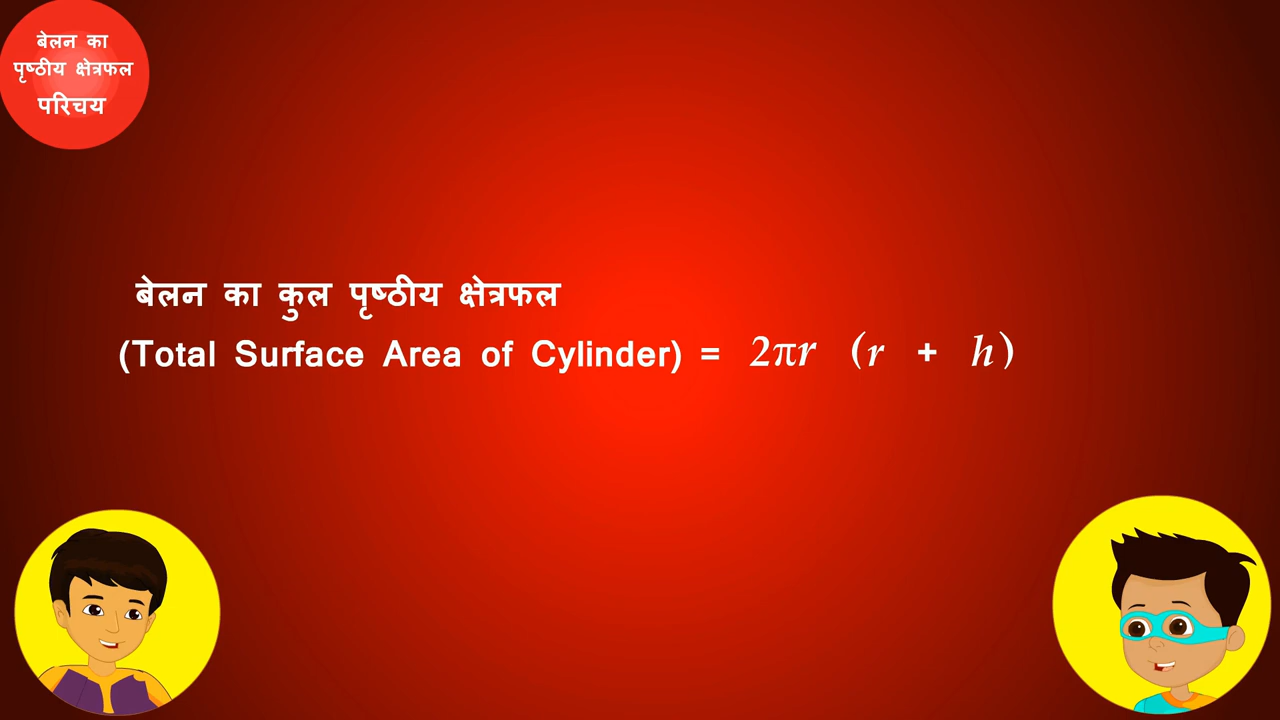 बेलन का
पृष्ठीय क्षेत्रफल
परिचय
बेलन का कुल पृष्ठीय क्षेत्रफल
(Total Surface Area of Cylinder) = 2πr (r + h)